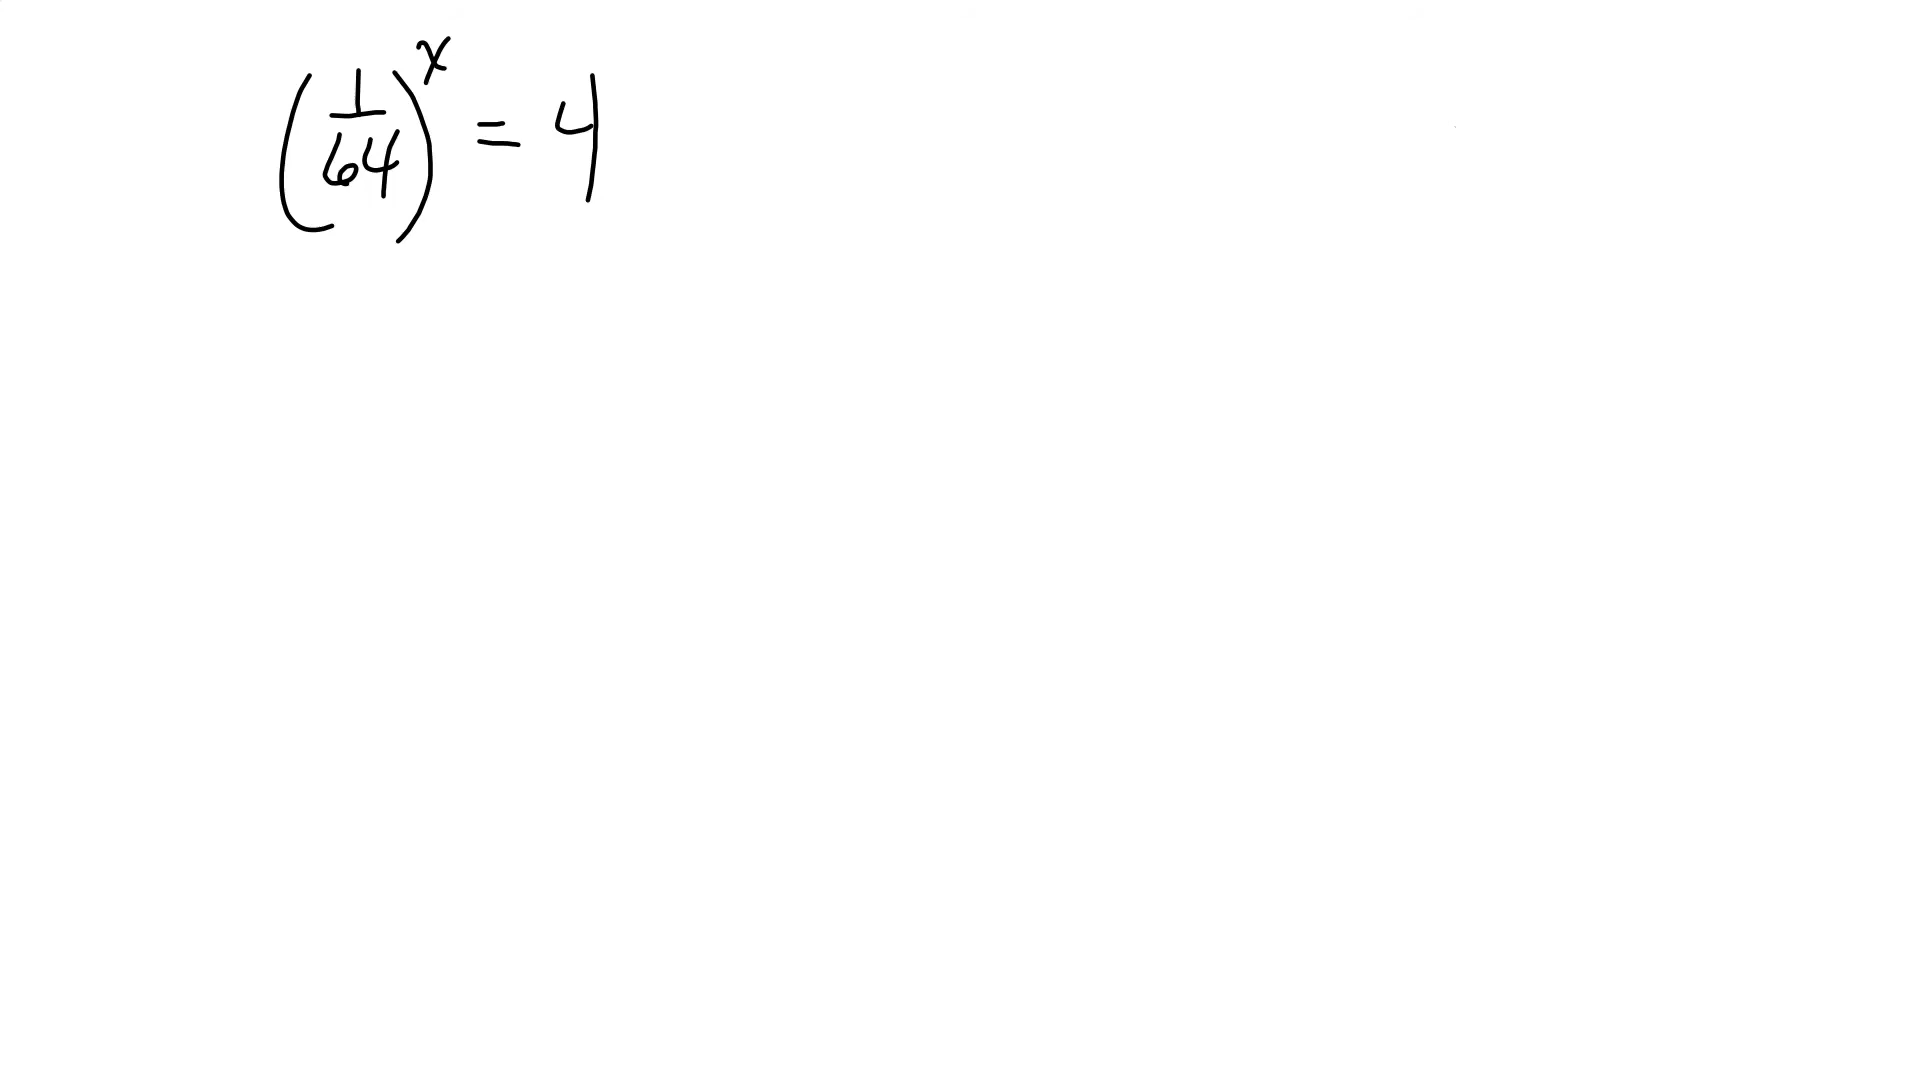 (1/64)^x = 4